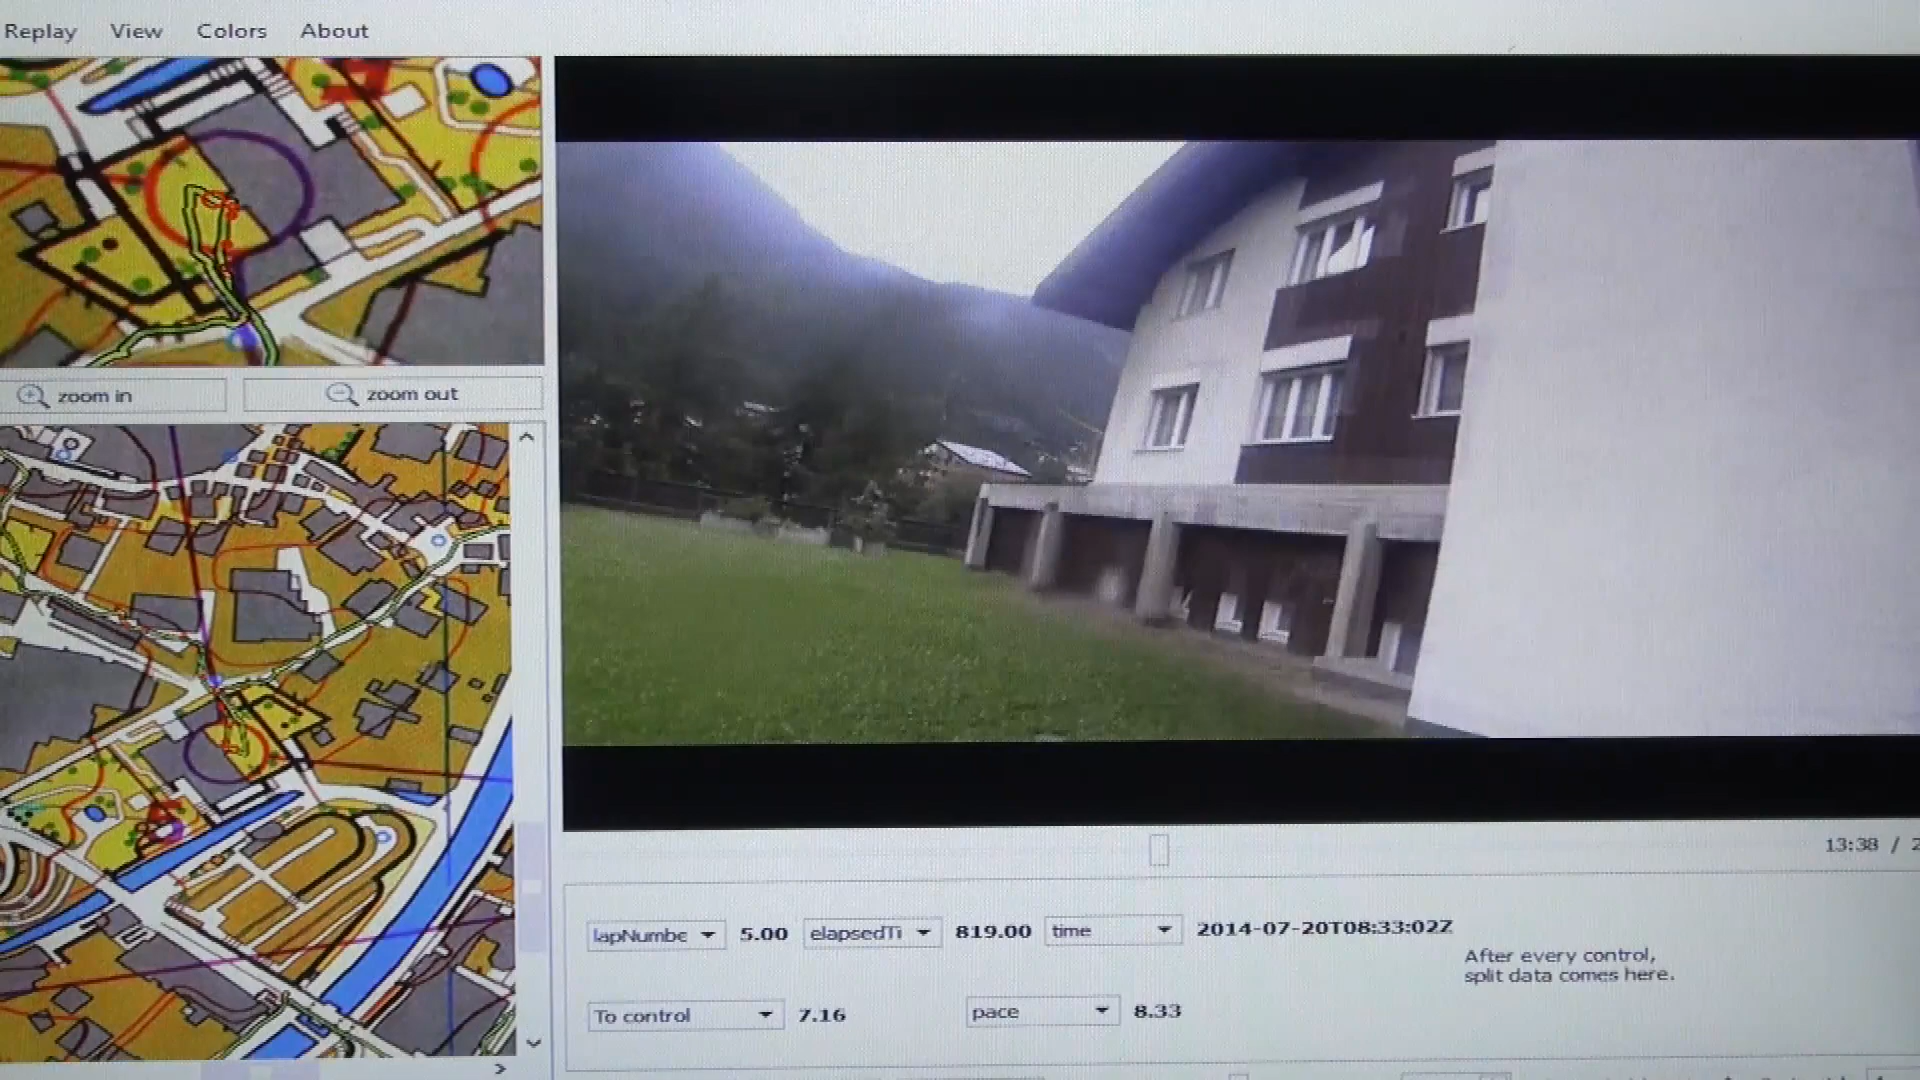 Replay View Colors About
zoom in zoom out
13:38 /
lapNumbe 5.00 elapsedTi 819.00 time 2014-07-20T08:33:02Z
After every control,
split data comes here.
To control 7.16 pace 8.33